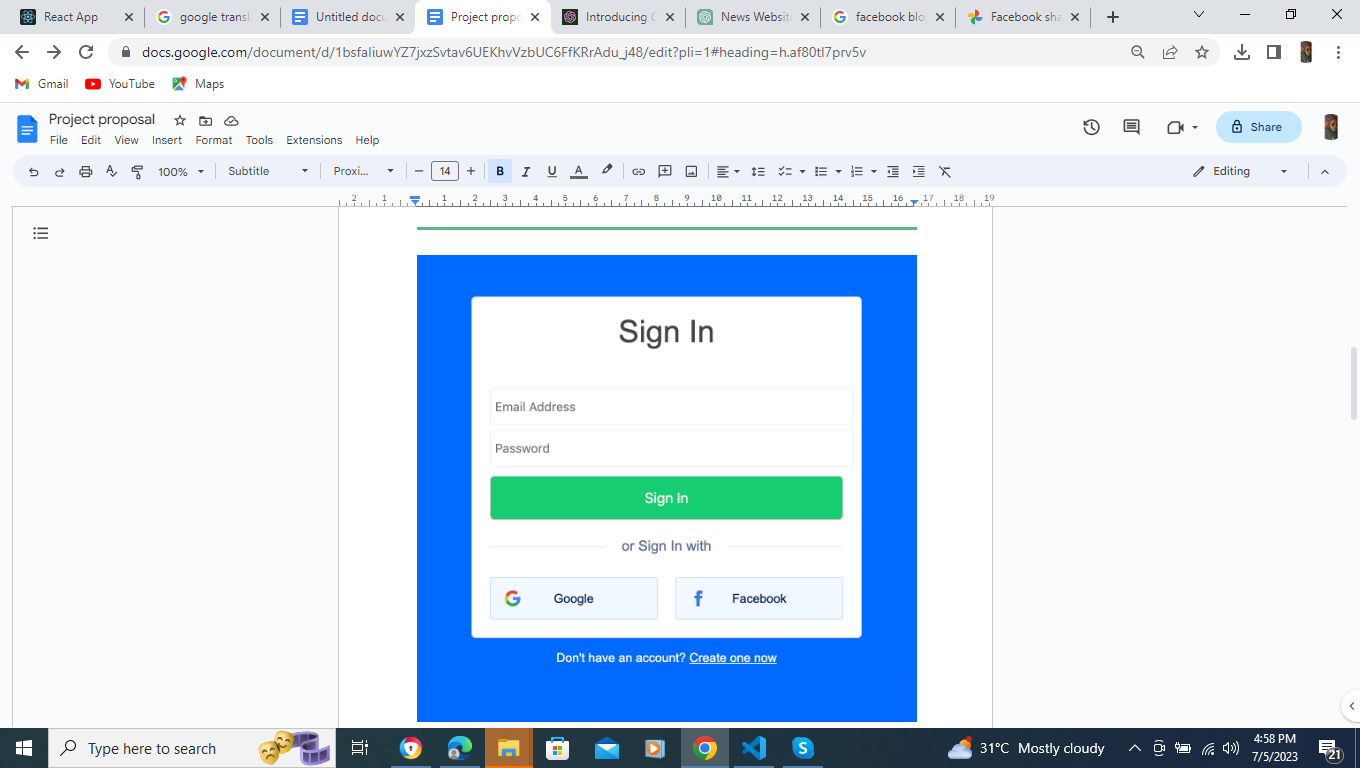 React App
google transl
Untitled docu
Project propo
Introducing C
News Website
facebook blo
Facebook sha
docs.google.com/document/d/1bsfaliuwYZ7jxzSvtav6UEKhvVzbUC6FfKRrAdu_j48/edit?pli=1#heading=h.af80tl7prv5v
Gmail YouTube Maps
Project proposal
File Edit View Insert Format Tools Extensions Help
Share
100% Subtitle Proxi... 14 B I U A Editing
2 1 1 2 3 4 5 6 7 8 9 10 11 12 13 14 15 16 17 18 19
Sign In
Email Address
Password
Sign In
or Sign In with
Google Facebook
Don't have an account? Create one now
Type here to search
31°C Mostly cloudy
4:58 PM
7/5/2023
21